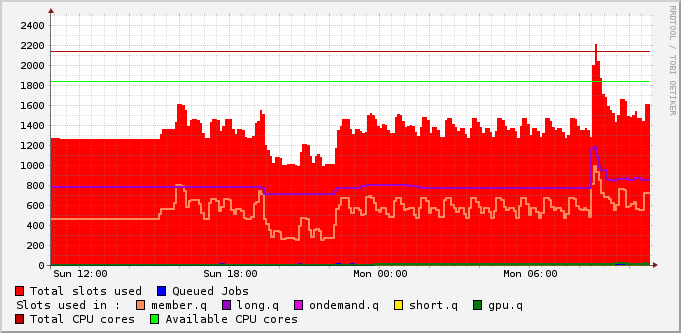 2400
2200
2000
1800
1600
1400
1200
1000
800
600
400
200
0
Sun 12:00 Sun 18:00 Mon 00:00 Mon 06:00
RRDTOOL / TOBI OETIKER
Total slots used Queued Jobs
Slots used in : member.q long.q ondemand.q short.q gpu.q
Total CPU cores Available CPU cores